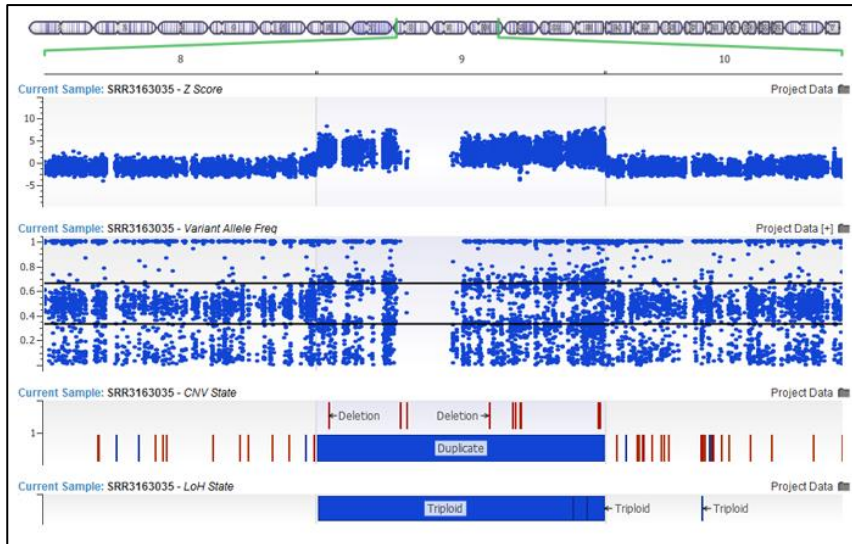 8 9 10
Current Sample: SRR3163035 - Z Score Project Data
10
5
0
-5
Current Sample: SRR3163035 - Variant Allele Freq Project Data [+]
1
0.8
0.6
0.4
0.2
Current Sample: SRR3163035 - CNV State Project Data
Deletion Deletion
1
Duplicate
Current Sample: SRR3163035 - LoH State Project Data
Triploid Triploid Triploid